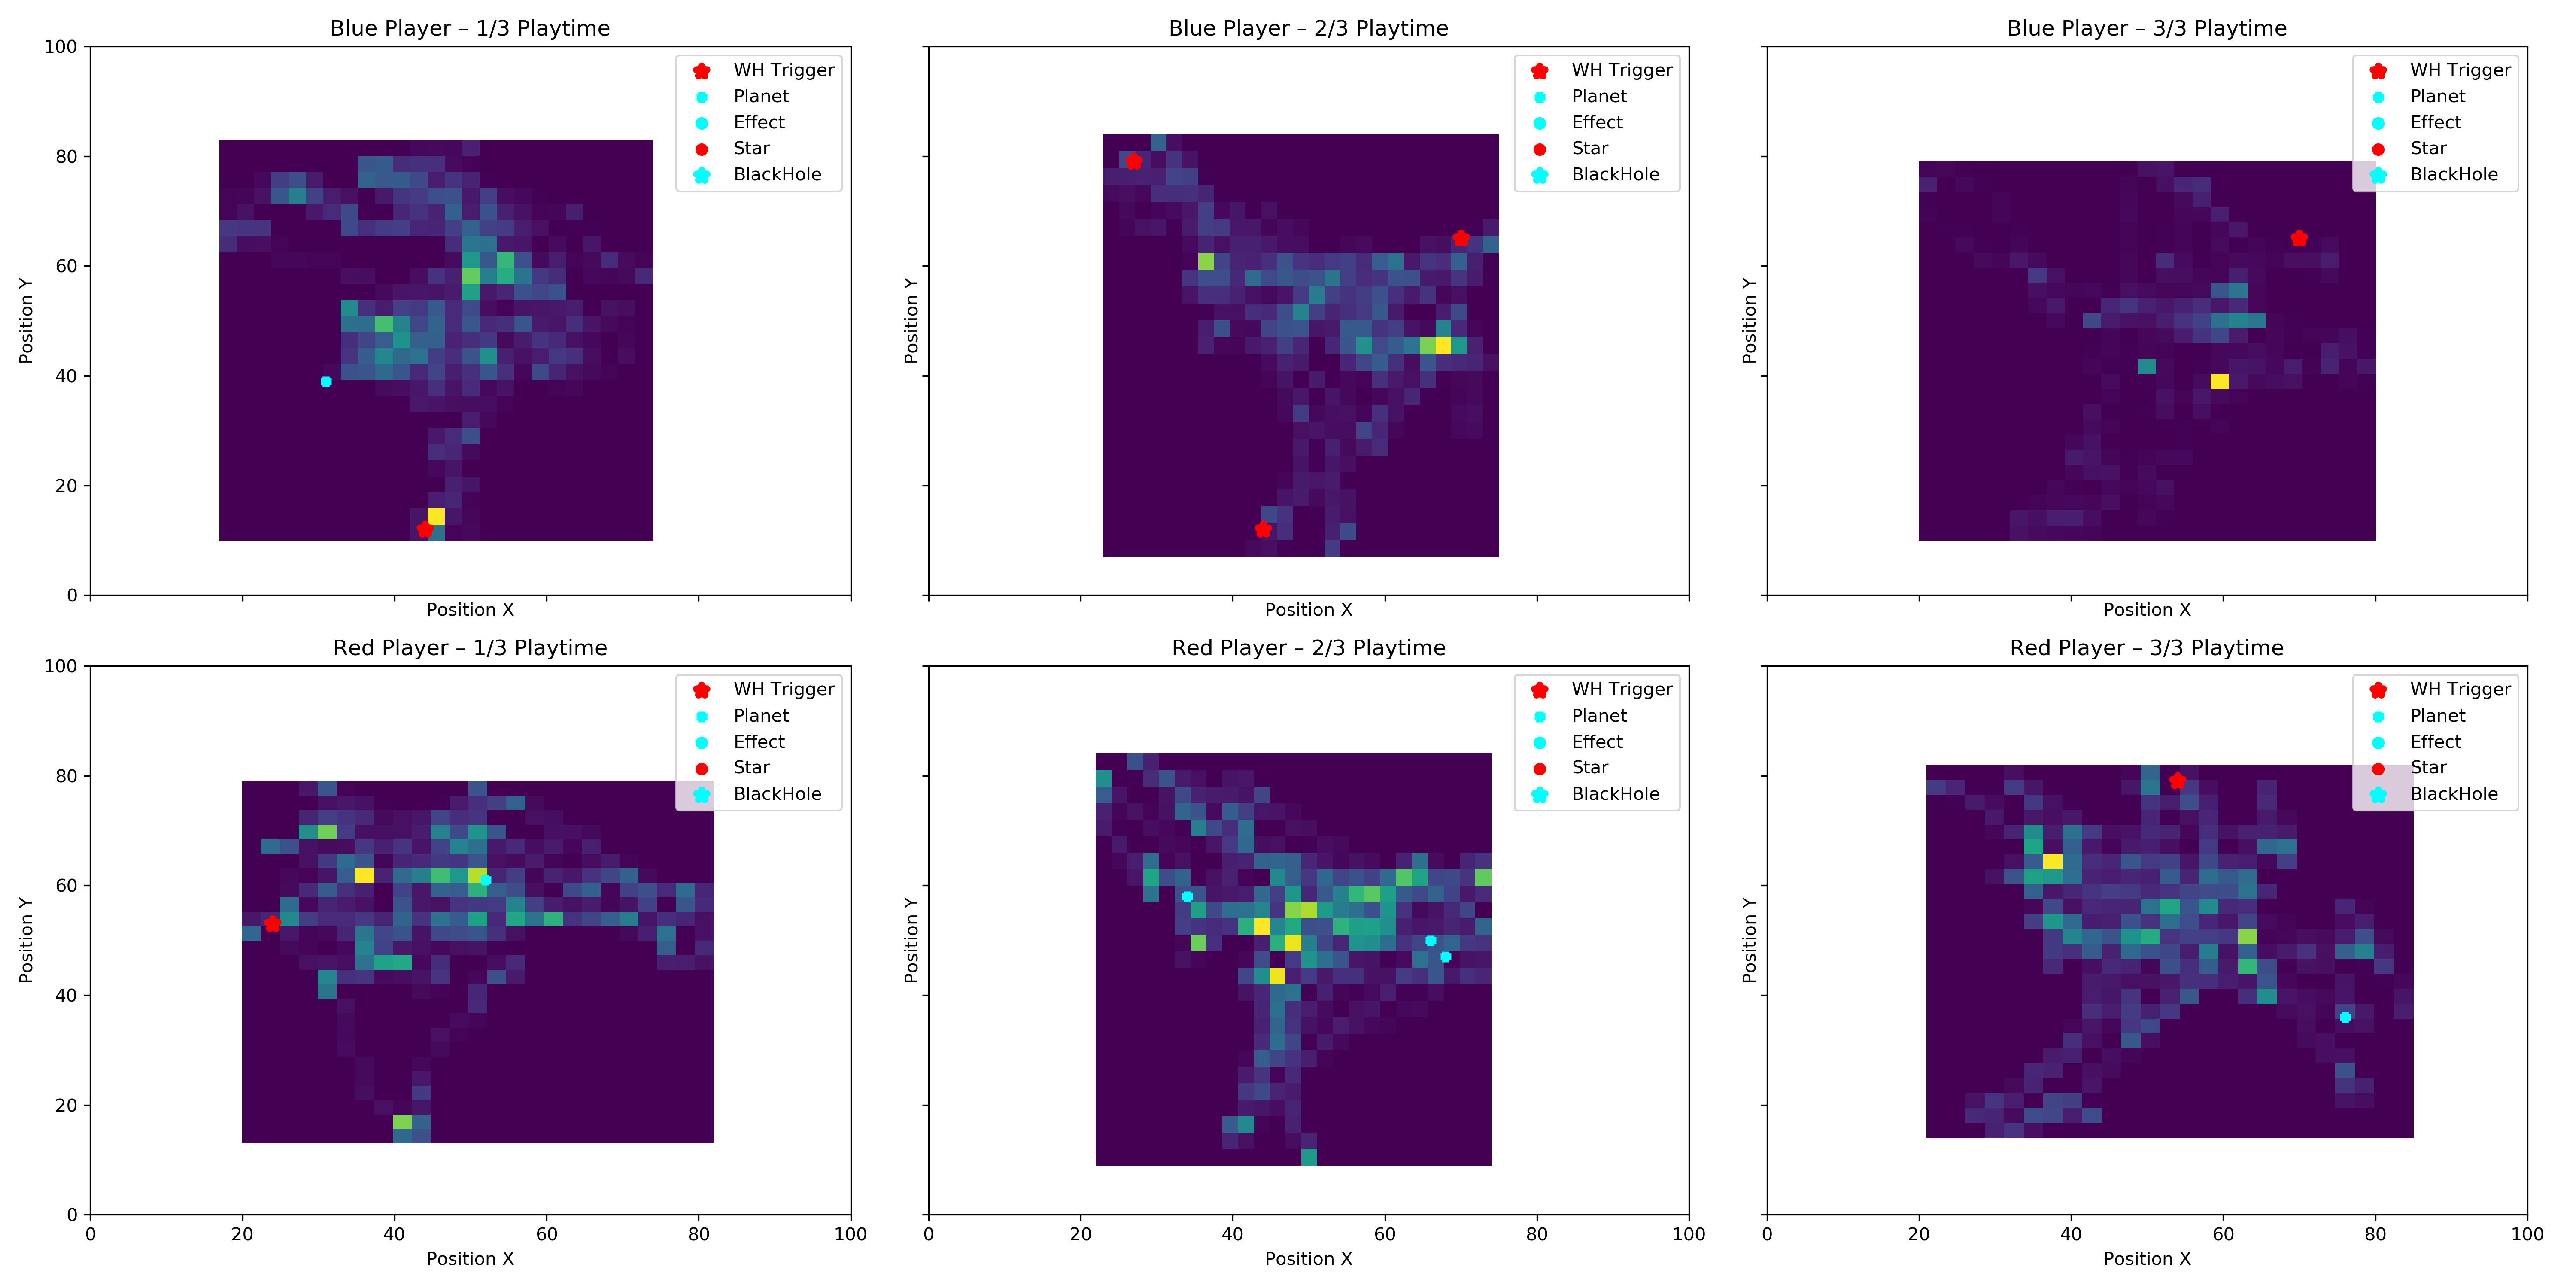 Blue Player – 1/3 Playtime
Blue Player – 2/3 Playtime
Blue Player – 3/3 Playtime
100
80
60
40
20
0
Position Y
Position X
WH Trigger
Planet
Effect
Star
BlackHole
Position Y
Position X
WH Trigger
Planet
Effect
Star
BlackHole
Position Y
Position X
WH Trigger
Planet
Effect
Star
BlackHole
Red Player – 1/3 Playtime
Red Player – 2/3 Playtime
Red Player – 3/3 Playtime
100
80
60
40
20
0
Position Y
0 20 40 60 80 100
Position X
WH Trigger
Planet
Effect
Star
BlackHole
Position Y
0 20 40 60 80 100
Position X
WH Trigger
Planet
Effect
Star
BlackHole
Position Y
0 20 40 60 80 100
Position X
WH Trigger
Planet
Effect
Star
BlackHole